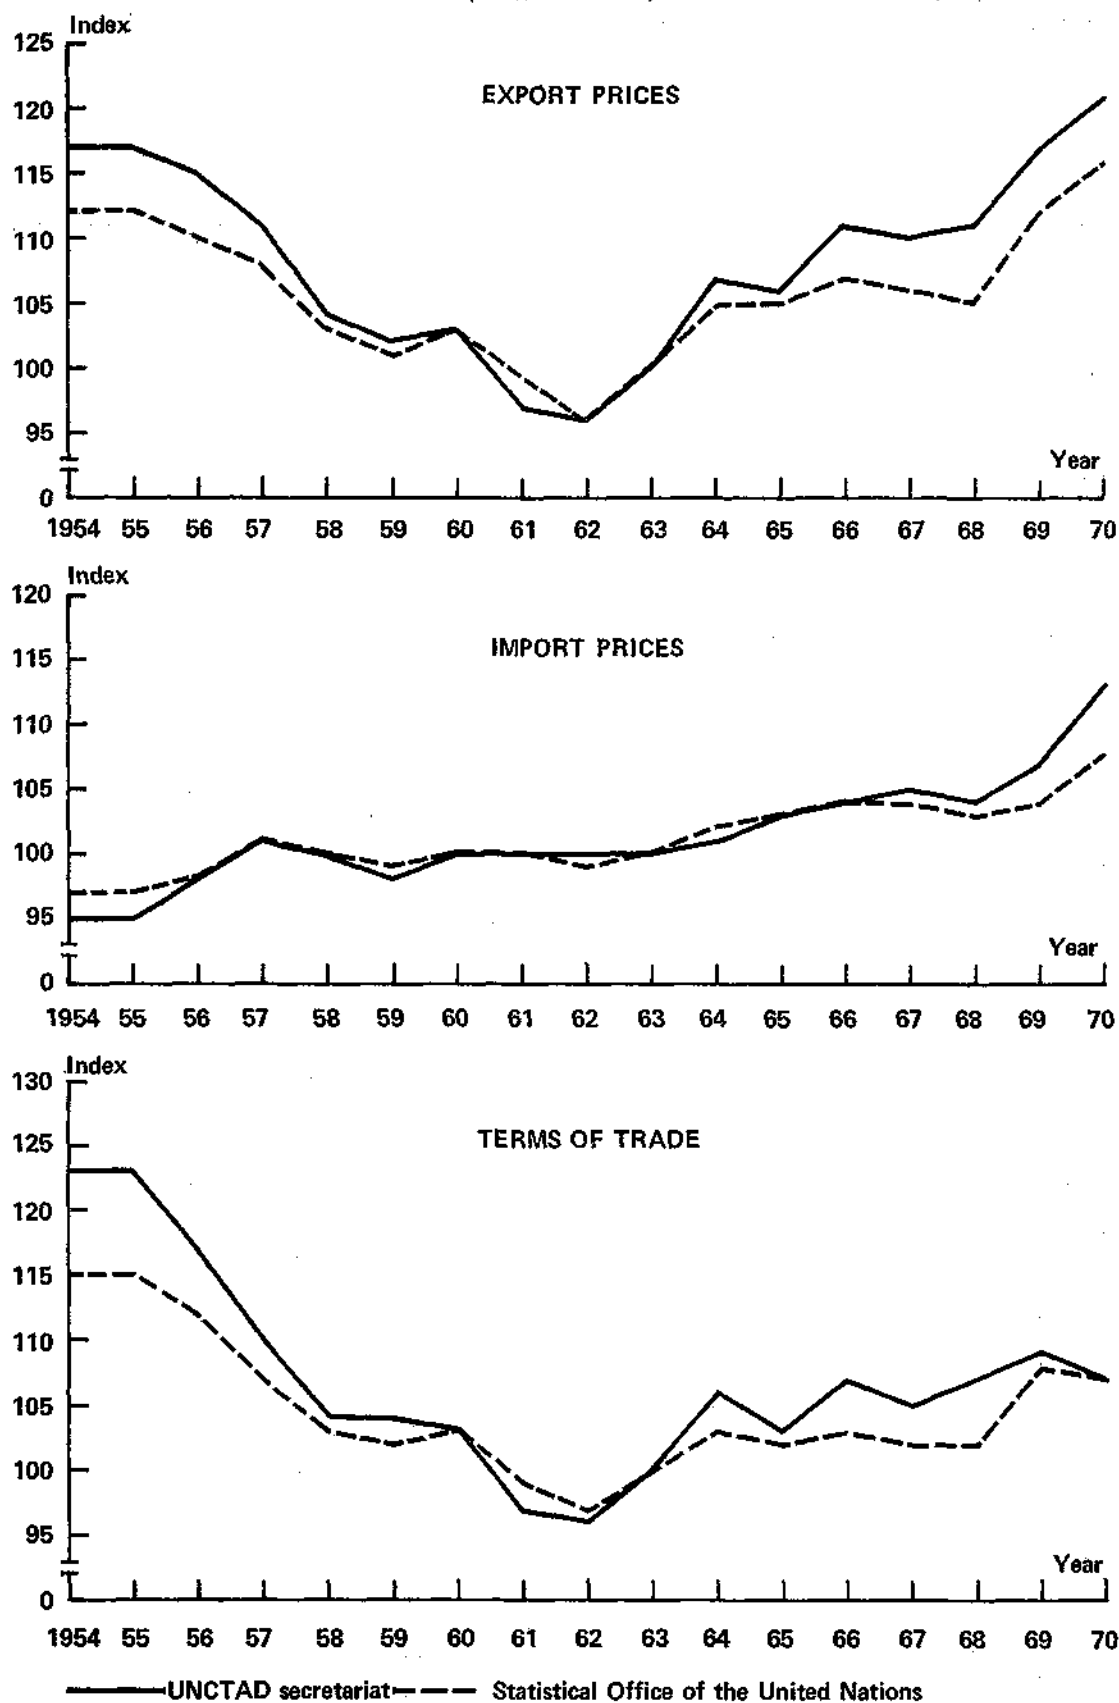 Index
125
EXPORT PRICES
120
115
110
105
100
95
Year
0
1954 55 56 57 58 59 60 61 62 63 64 65 66 67 68 69 70
Index
120
IMPORT PRICES
115
110
105
100
95
Year
0
1954 55 56 57 58 59 60 61 62 63 64 65 66 67 68 69 70
Index
130
125
TERMS OF TRADE
120
115
110
105
100
95
Year
0
1954 55 56 57 58 59 60 61 62 63 64 65 66 67 68 69 70
UNCTAD secretariat Statistical Office of the United Nations